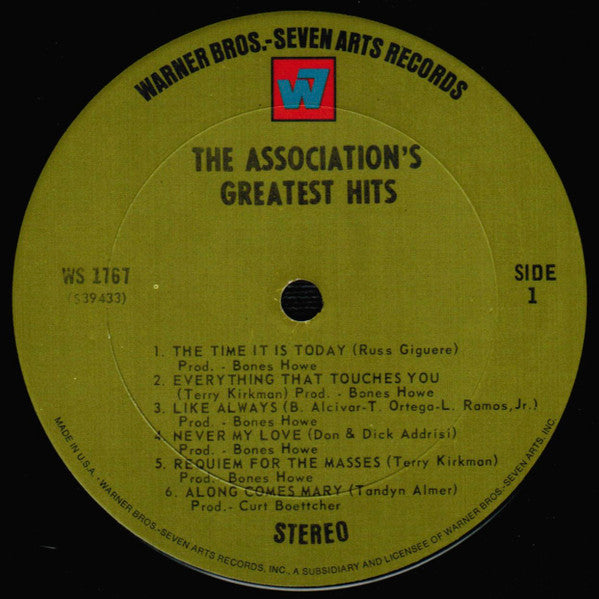 WARNER BROS.-SEVEN ARTS RECORDS
W7
THE ASSOCIATION'S
GREATEST HITS
WS 1767
(S39433)
SIDE
1
1. THE TIME IT IS TODAY (Russ Giguere)
Prod. - Bones Howe
2. EVERYTHING THAT TOUCHES YOU
(Terry Kirkman) Prod. - Bones Howe
3. LIKE ALWAYS (B. Alcivar-T. Ortega-L. Ramos, Jr.)
Prod. - Bones Howe
4. NEVER MY LOVE (Don & Dick Addrisi)
Prod. - Bones Howe
5. REQUIEM FOR THE MASSES (Terry Kirkman)
Prod. Bones Howe
6. ALONG COMES MARY (Tandyn Almer)
Prod.- Curt Boettcher
STEREO
MADE IN U.S.A. • WARNER BROS.-SEVEN ARTS RECORDS, INC., A SUBSIDIARY AND LICENSEE OF WARNER BROS.-SEVEN ARTS, INC.